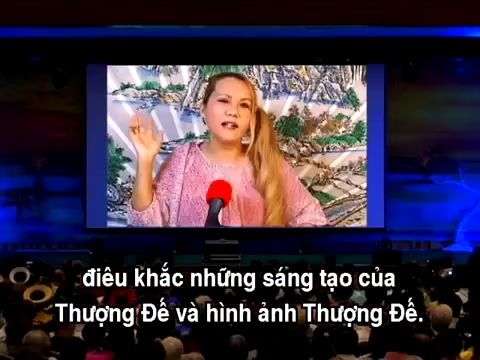 điêu khắc những sáng tạo của
Thượng Đế và hình ảnh Thượng Đế.